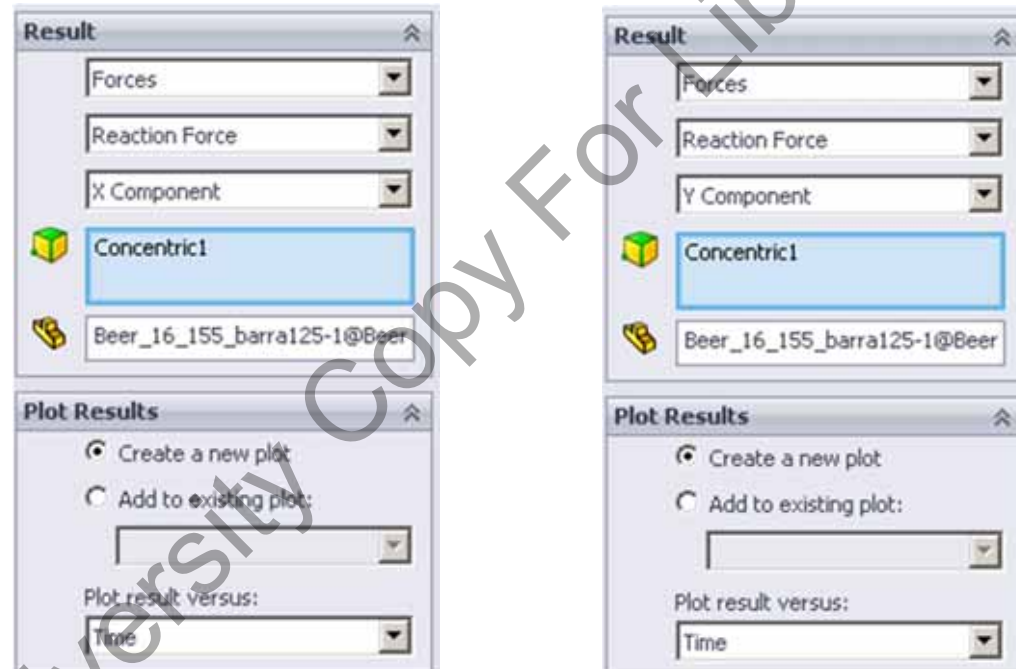 Result
Forces
Reaction Force
X Component
Concentric1
Beer_16_155_barra125-1@Beer
Plot Results
Create a new plot
Add to existing plot:
Plot result versus:
Time
Result
Forces
Reaction Force
Y Component
Concentric1
Beer_16_155_barra125-1@Beer
Plot Results
Create a new plot
Add to existing plot:
Plot result versus:
Time
versity Copy For Lib